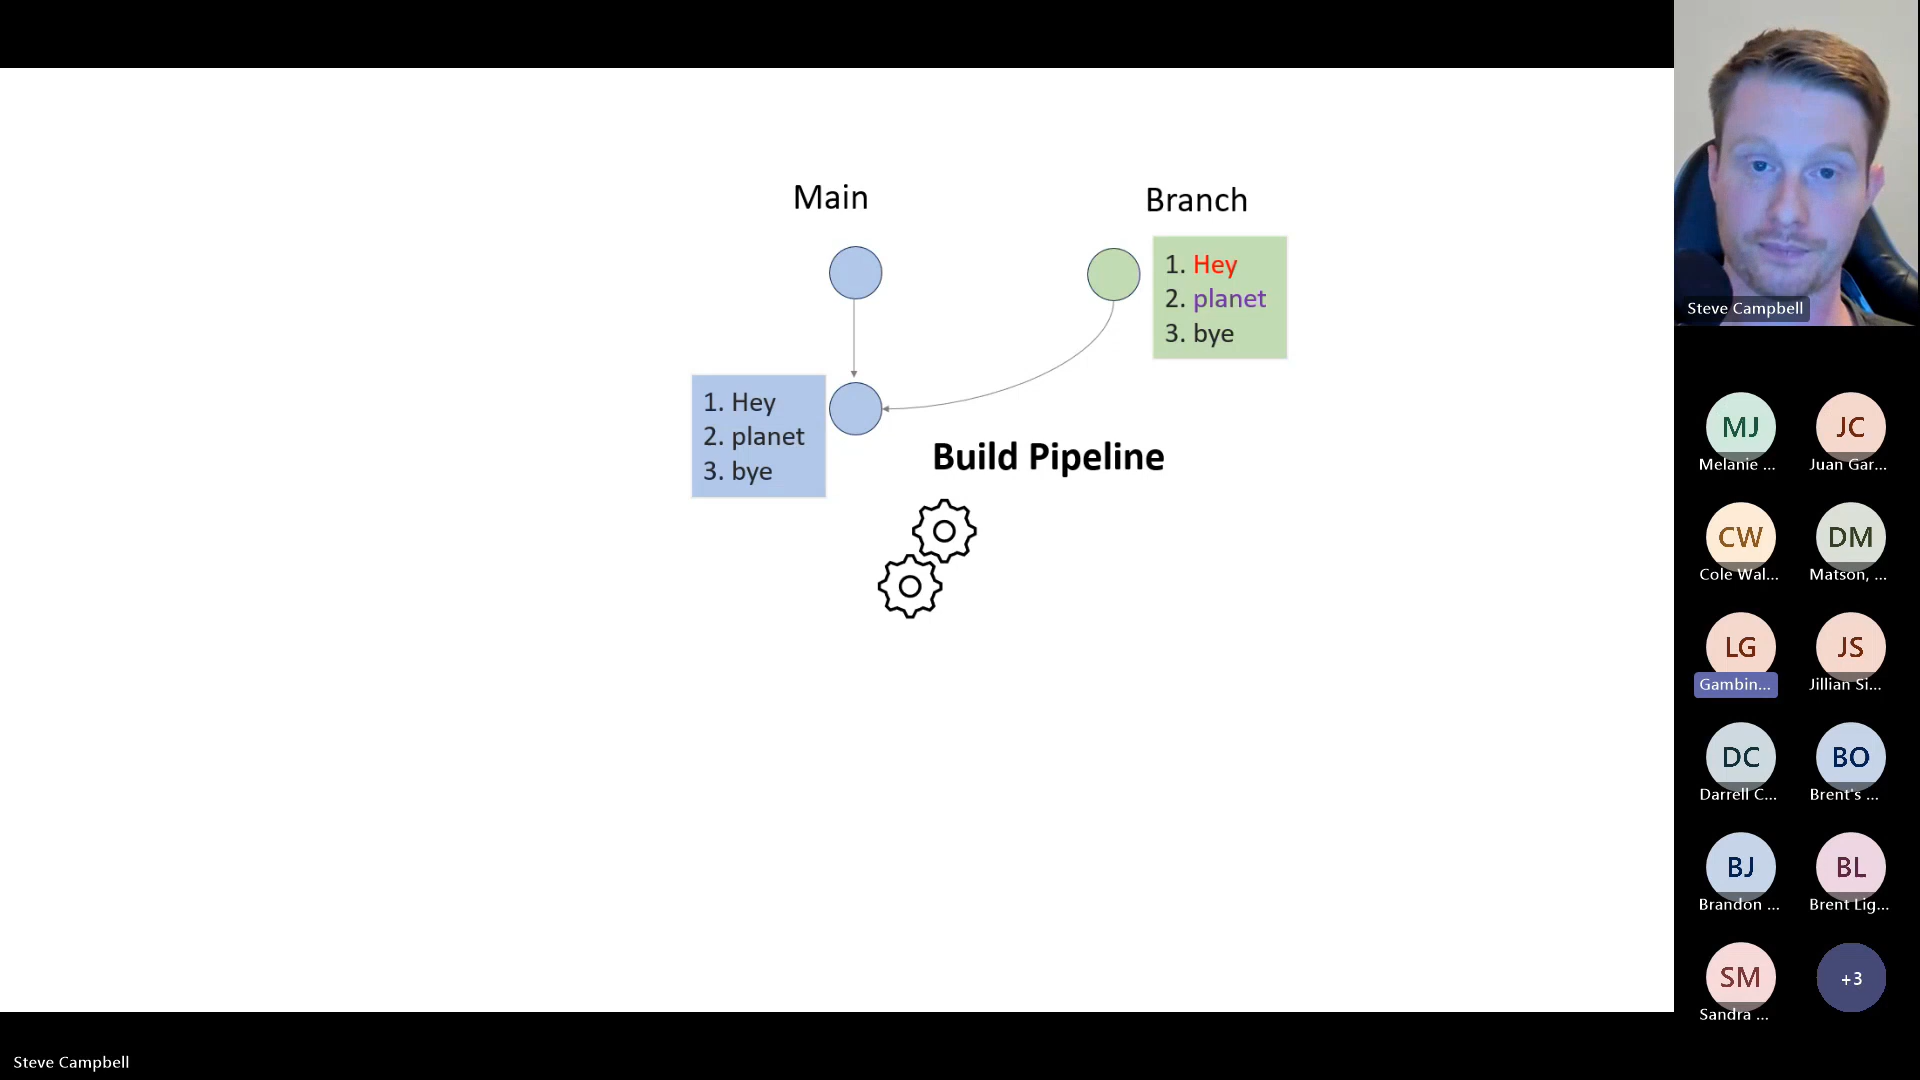 Main
Branch
1. Hey
2. planet
3. bye
1. Hey
2. planet
3. bye
Build Pipeline
Steve Campbell
MJ
JC
Melanie ...
Juan Gar...
CW
DM
Cole Wal...
Matson, ...
LG
JS
Gambin...
Jillian Si...
DC
BO
Darrell C...
Brent's ...
BJ
BL
Brandon ...
Brent Lig...
SM
+3
Sandra ...
Steve Campbell